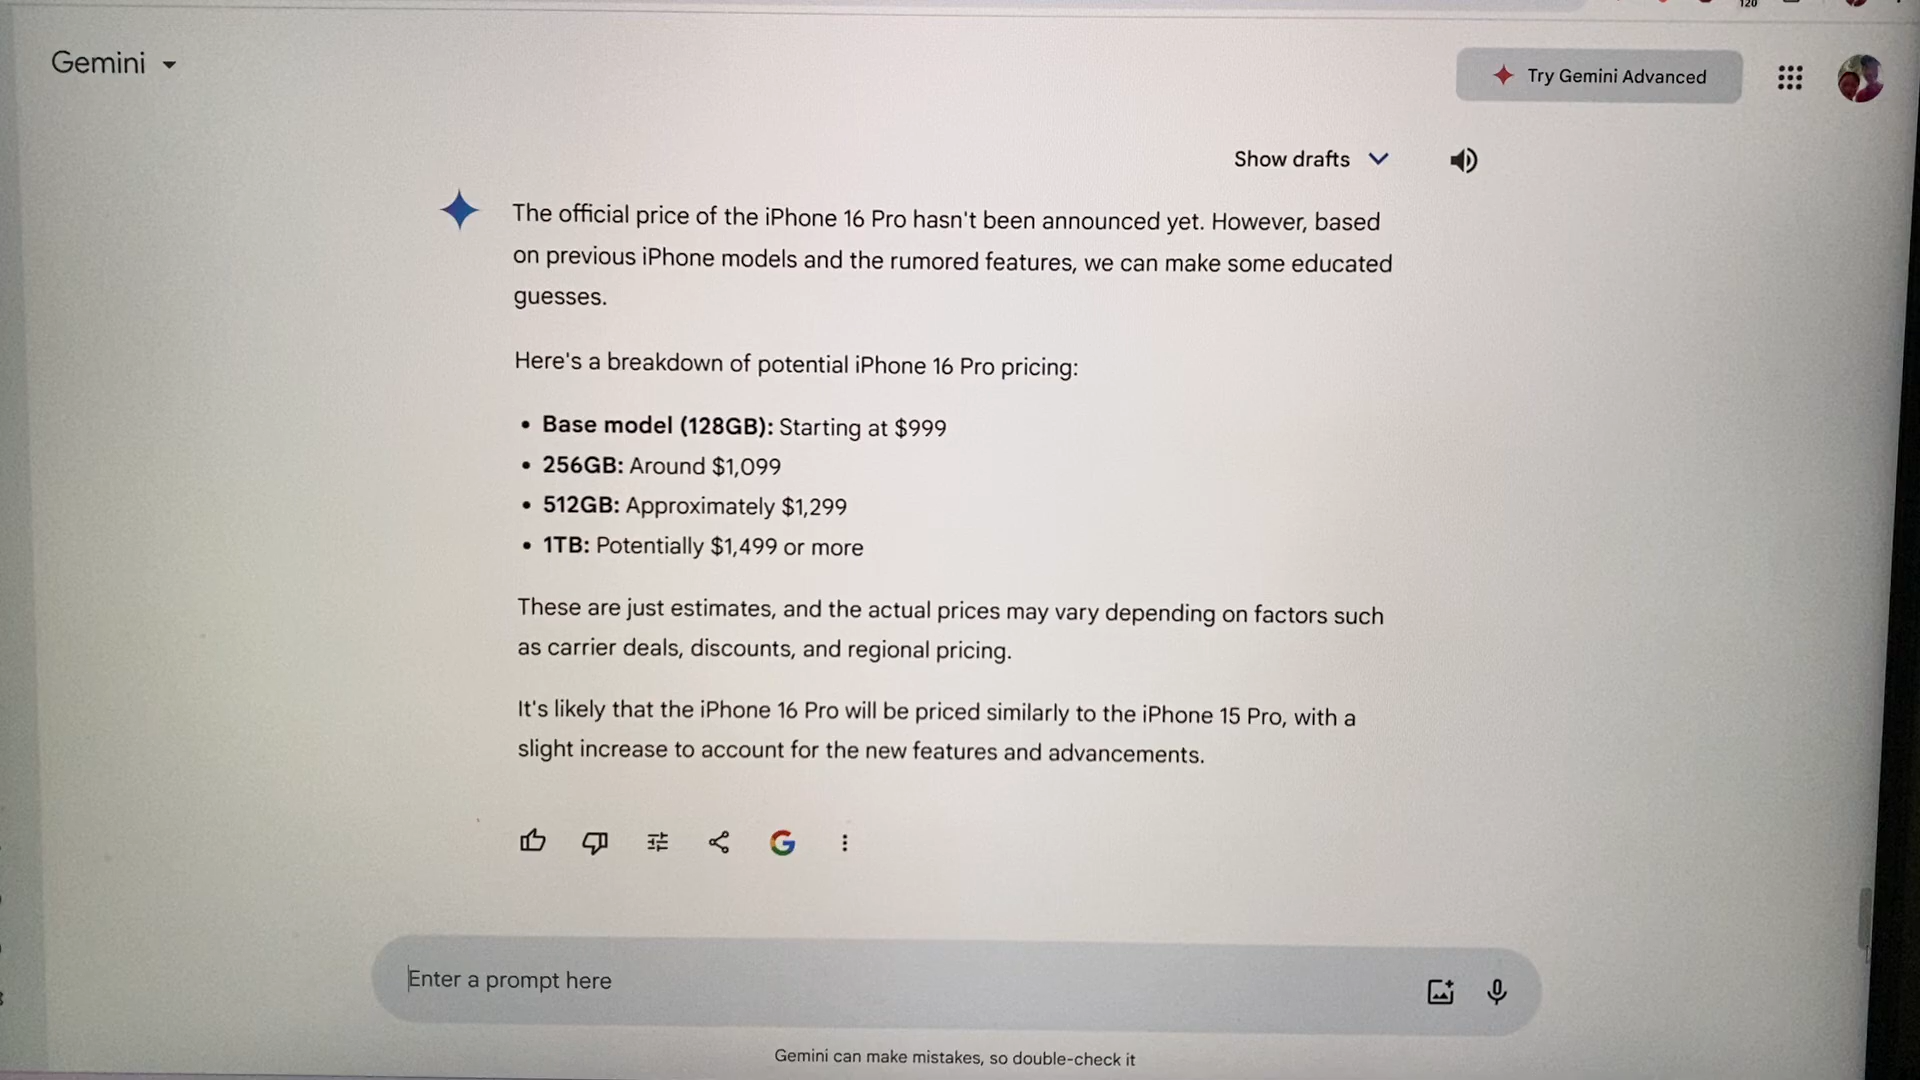 120
Gemini
Try Gemini Advanced
Show drafts
The official price of the iPhone 16 Pro hasn't been announced yet. However, based
on previous iPhone models and the rumored features, we can make some educated
guesses.
Here's a breakdown of potential iPhone 16 Pro pricing:
• Base model (128GB): Starting at $999
• 256GB: Around $1,099
• 512GB: Approximately $1,299
• 1TB: Potentially $1,499 or more
These are just estimates, and the actual prices may vary depending on factors such
as carrier deals, discounts, and regional pricing.
It's likely that the iPhone 16 Pro will be priced similarly to the iPhone 15 Pro, with a
slight increase to account for the new features and advancements.
Enter a prompt here
Gemini can make mistakes, so double-check it